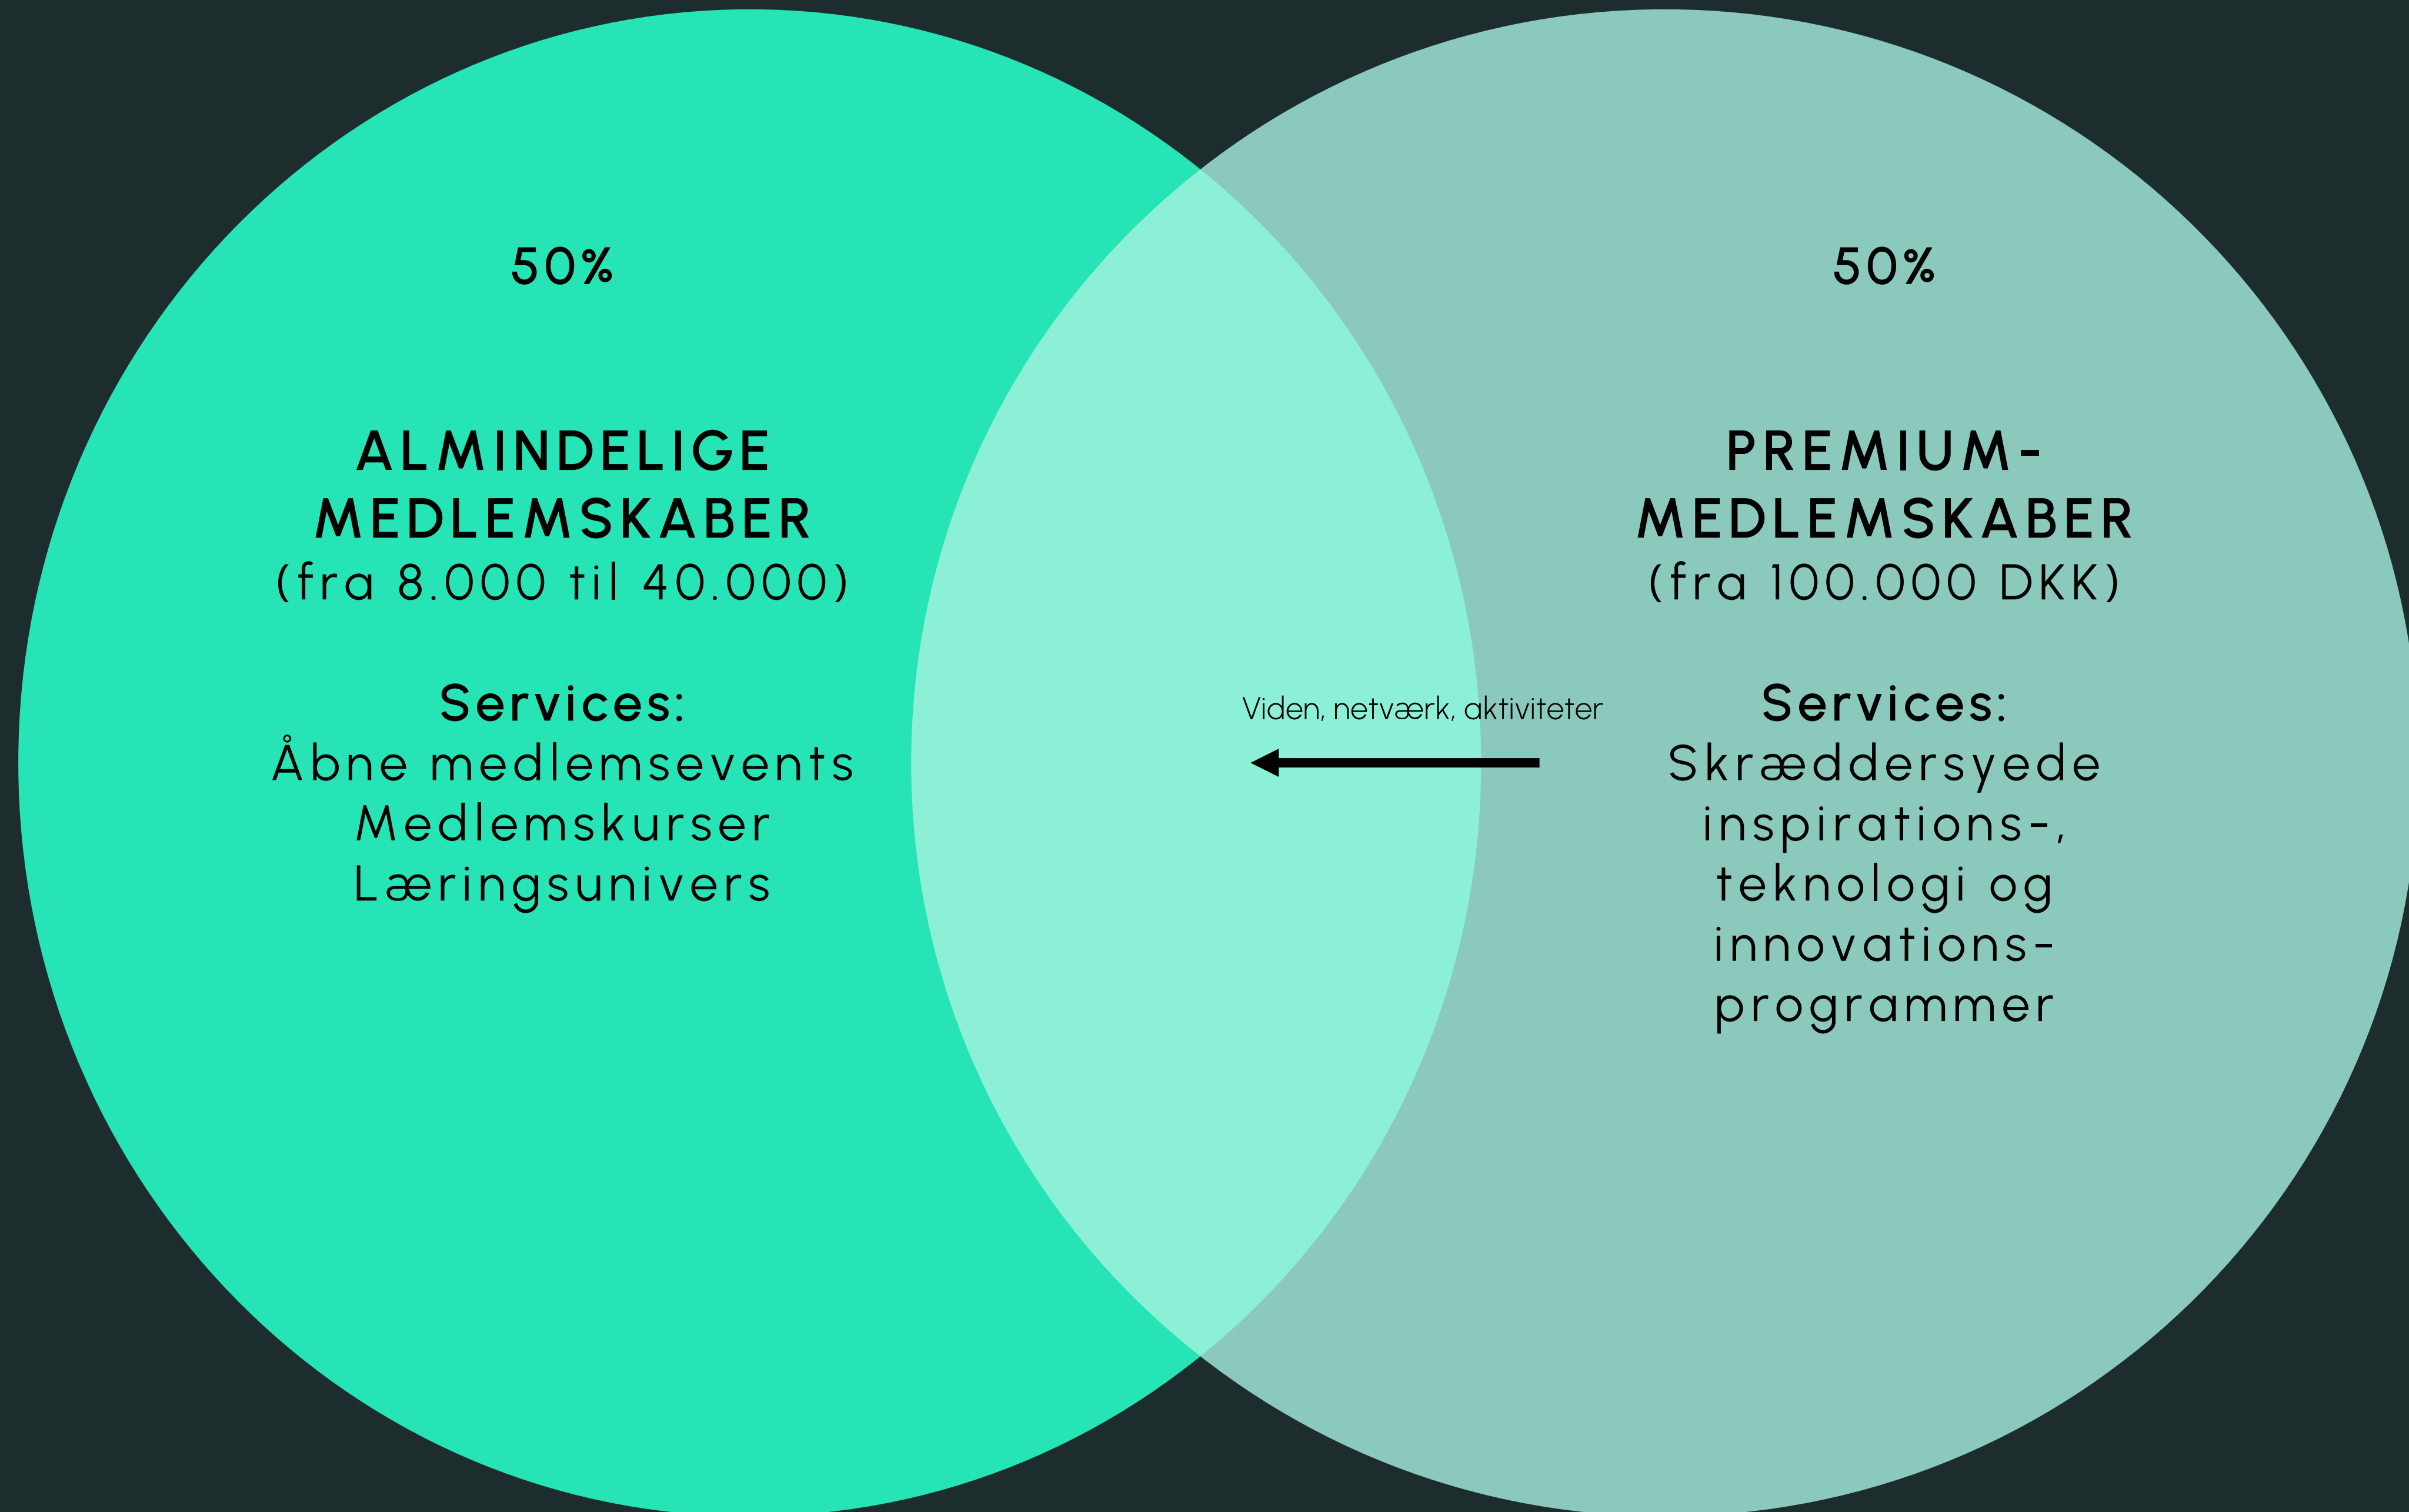 50%
ALMINDELIGE
MEDLEMSKABER
(fra 8.000 til 40.000)
Services:
Åbne medlemsevents
Medlemskurser
Læringsunivers
Viden, netværk, aktiviteter
50%
PREMIUM-
MEDLEMSKABER
(fra 100.000 DKK)
Services:
Skræddersyede
inspirations-,
teknologi og
innovations-
programmer